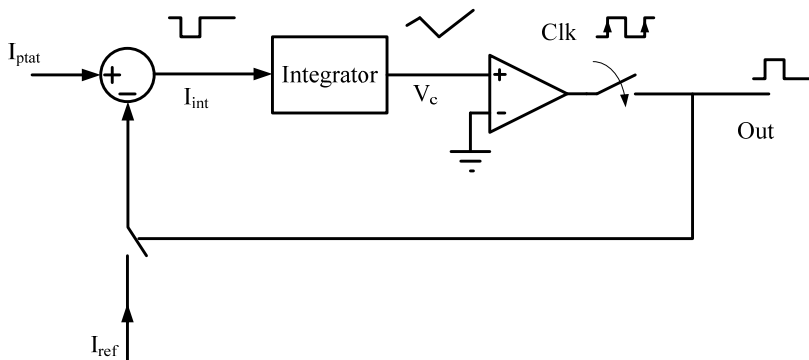 Clk
I_ptat
+
−
I_int
Integrator
V_c
+
-
Out
I_ref